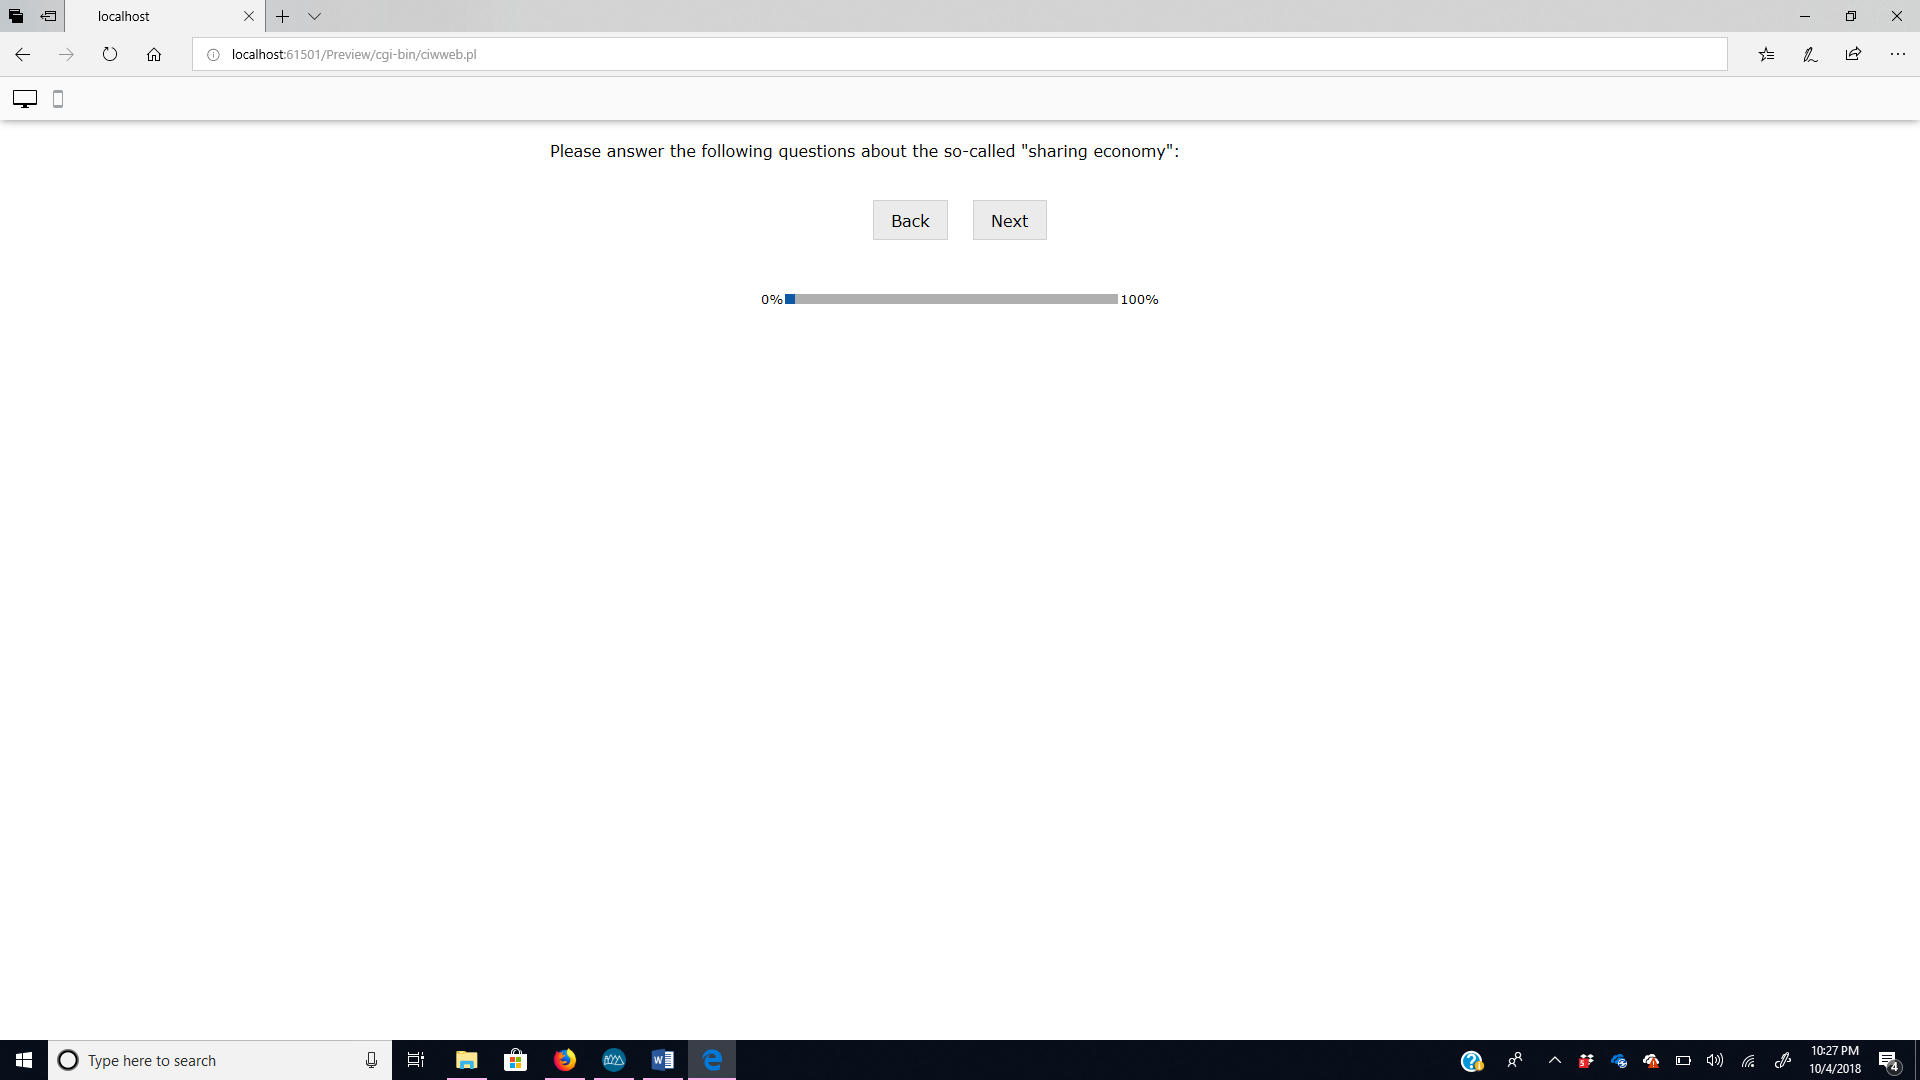 localhost
localhost:61501/Preview/cgi-bin/ciwweb.pl
Please answer the following questions about the so-called "sharing economy":
Back Next
0% 100%
Type here to search
10:27 PM
10/4/2018
4